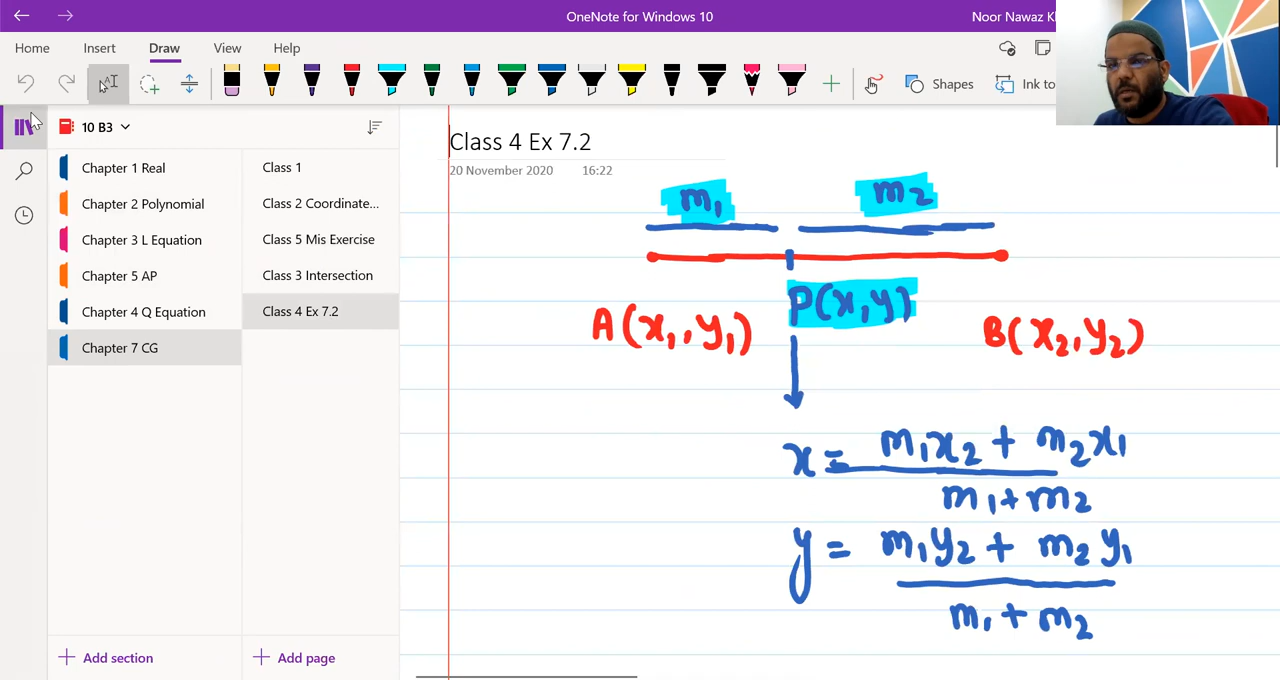 OneNote for Windows 10
Noor Nawaz Kh
Home Insert Draw View Help
Shapes
Ink to
10 B3
Chapter 1 Real
Chapter 2 Polynomial
Chapter 3 L Equation
Chapter 5 AP
Chapter 4 Q Equation
Chapter 7 CG
Add section
Class 1
Class 2 Coordinate...
Class 5 Mis Exercise
Class 3 Intersection
Class 4 Ex 7.2
Add page
Class 4 Ex 7.2
20 November 2020 16:22
m₁ m₂
P(x,y)
A(x₁,y₁) B(x₂,y₂)
x = m₁x₂ + m₂x₁
m₁+m₂
y = m₁y₂ + m₂y₁
m₁ + m₂